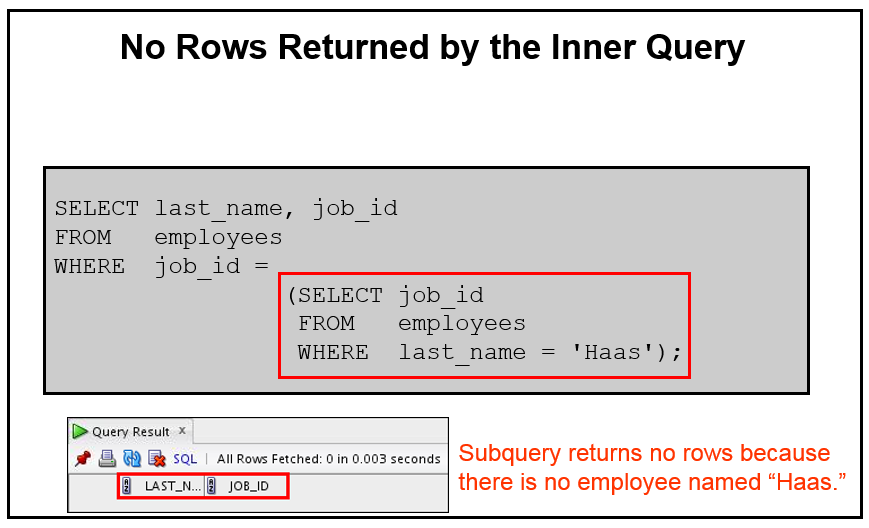 No Rows Returned by the Inner Query
SELECT last_name, job_id
FROM   employees
WHERE  job_id =
(SELECT job_id
FROM   employees
WHERE  last_name = 'Haas');
Query Result x
SQL | All Rows Fetched: 0 in 0.003 seconds
LAST_N... JOB_ID
Subquery returns no rows because
there is no employee named “Haas.”